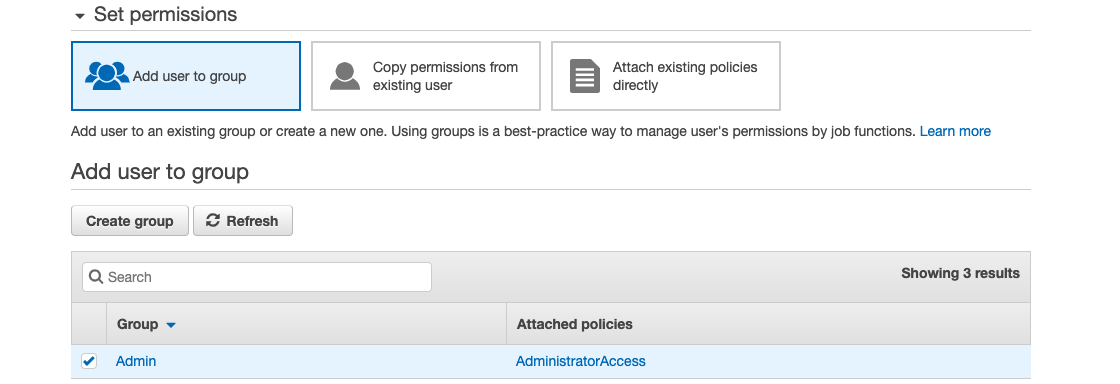 Set permissions
Add user to group
Copy permissions from
existing user
Attach existing policies
directly
Add user to an existing group or create a new one. Using groups is a best-practice way to manage user's permissions by job functions. Learn more
Add user to group
Create group
Refresh
Search
Showing 3 results
Group
Attached policies
Admin
AdministratorAccess